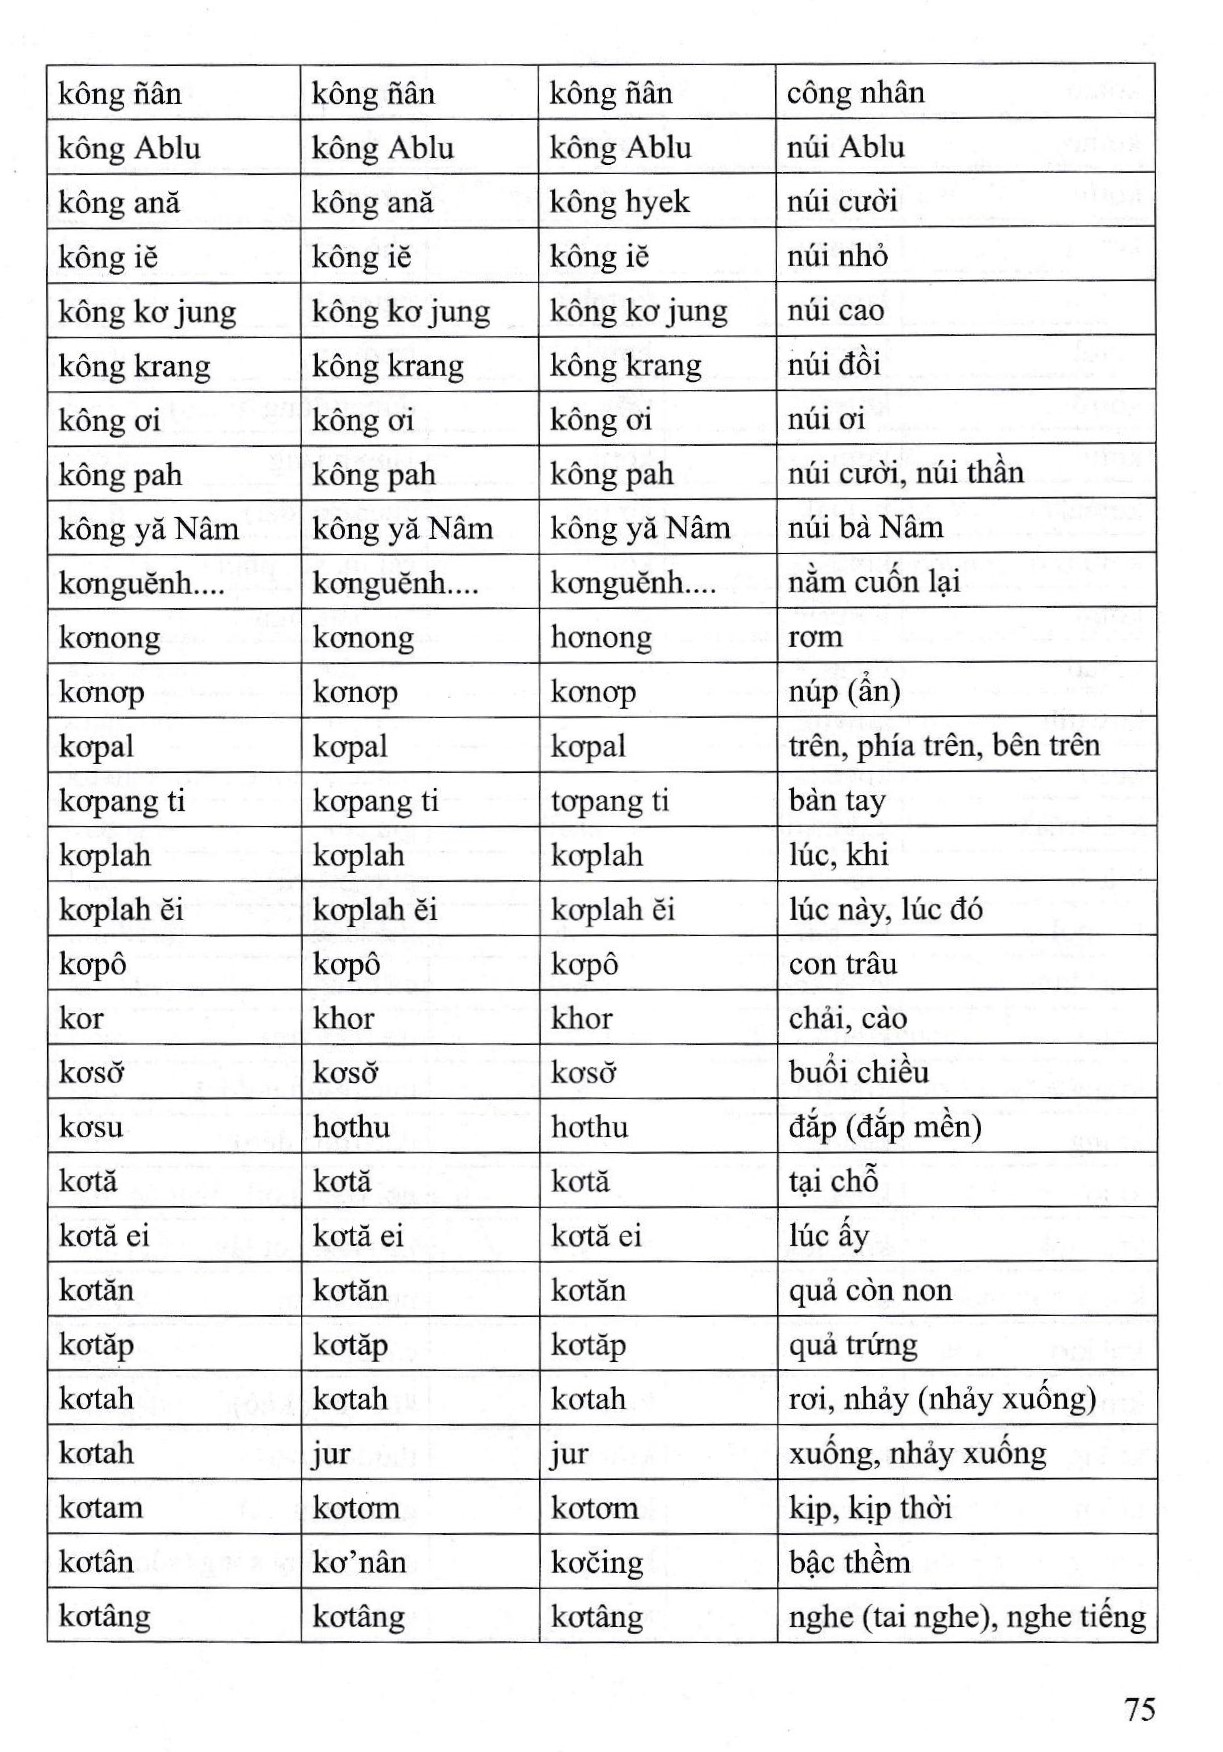 kông ñân kông ñân kông ñân công nhân
kông Ablu kông Ablu kông Ablu núi Ablu
kông ană kông ană kông hyek núi cười
kông iĕ kông iĕ kông iĕ núi nhỏ
kông kơ jung kông kơ jung kông kơ jung núi cao
kông krang kông krang kông krang núi đồi
kông ơi kông ơi kông ơi núi ơi
kông pah kông pah kông pah núi cười, núi thần
kông yă Nâm kông yă Nâm kông yă Nâm núi bà Nâm
kơnguĕnh.... kơnguĕnh.... kơnguĕnh.... nằm cuốn lại
kơnong kơnong hơnong rơm
kơnơp kơnơp kơnơp núp (ẩn)
kơpal kơpal kơpal trên, phía trên, bên trên
kơpang ti kơpang ti tơpang ti bàn tay
kơplah kơplah kơplah lúc, khi
kơplah ĕi kơplah ĕi kơplah ĕi lúc này, lúc đó
kơpô kơpô kơpô con trâu
kor khor khor chải, cào
kơsơ̆ kơsơ̆ kơsơ̆ buổi chiều
kơsu hơthu hơthu đắp (đắp mền)
kơtă kơtă kơtă tại chỗ
kơtă ei kơtă ei kơtă ei lúc ấy
kơtăn kơtăn kơtăn quả còn non
kơtăp kơtăp kơtăp quả trứng
kơtah kơtah kơtah rơi, nhảy (nhảy xuống)
kơtah jur jur xuống, nhảy xuống
kơtam kơtơm kơtơm kịp, kịp thời
kơtân kơ’nân kơčing bậc thềm
kơtâng kơtâng kơtâng nghe (tai nghe), nghe tiếng
75